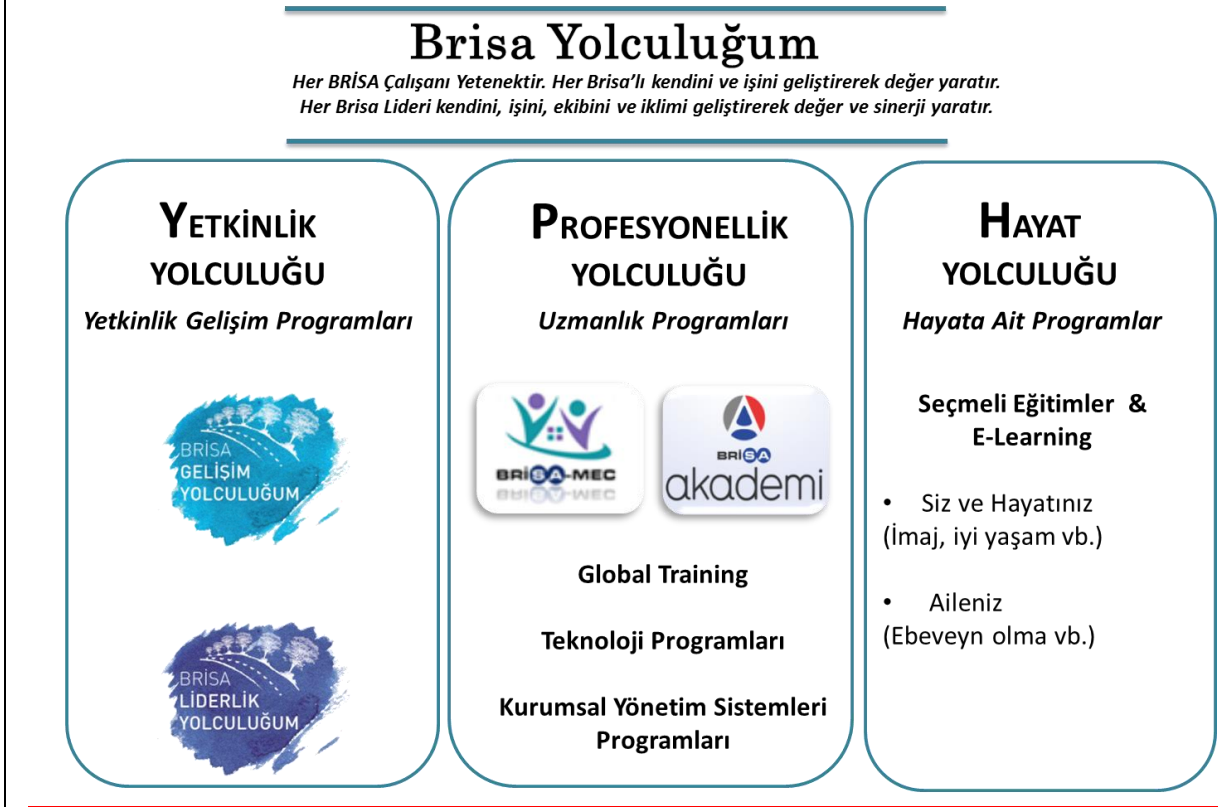 Brisa Yolculuğum
Her BRİSA Çalışanı Yetenektir. Her Brisa’lı kendini ve işini geliştirerek değer yaratır.
Her Brisa Lideri kendini, işini, ekibini ve iklimi geliştirerek değer ve sinerji yaratır.
YETKİNLİK
YOLCULUĞU
Yetkinlik Gelişim Programları
BRİSA
GELİŞİM
YOLCULUĞUM
BRİSA
LİDERLİK
YOLCULUĞUM
PROFESYONELLİK
YOLCULUĞU
Uzmanlık Programları
BRiSA-MEC
BRiSA
akademi
Global Training
Teknoloji Programları
Kurumsal Yönetim Sistemleri
Programları
HAYAT
YOLCULUĞU
Hayata Ait Programlar
Seçmeli Eğitimler &
E-Learning
• Siz ve Hayatınız
(İmaj, iyi yaşam vb.)
• Aileniz
(Ebeveyn olma vb.)